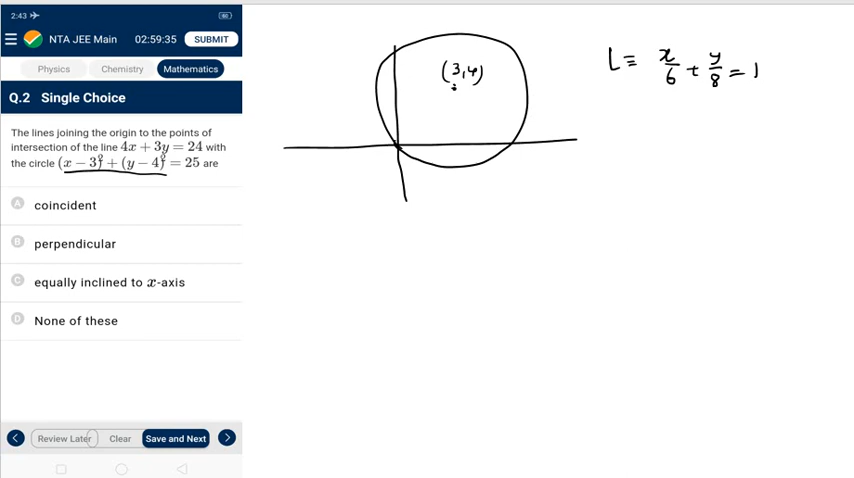 2:43
NTA JEE Main 02:59:35 SUBMIT
Physics Chemistry Mathematics
Q.2 Single Choice
The lines joining the origin to the points of
intersection of the line 4x + 3y = 24 with
the circle (x − 3)² + (y − 4)² = 25 are
A coincident
B perpendicular
C equally inclined to x-axis
D None of these
Review Later Clear Save and Next
(3,4)
L ≡ x/6 + y/8 = 1